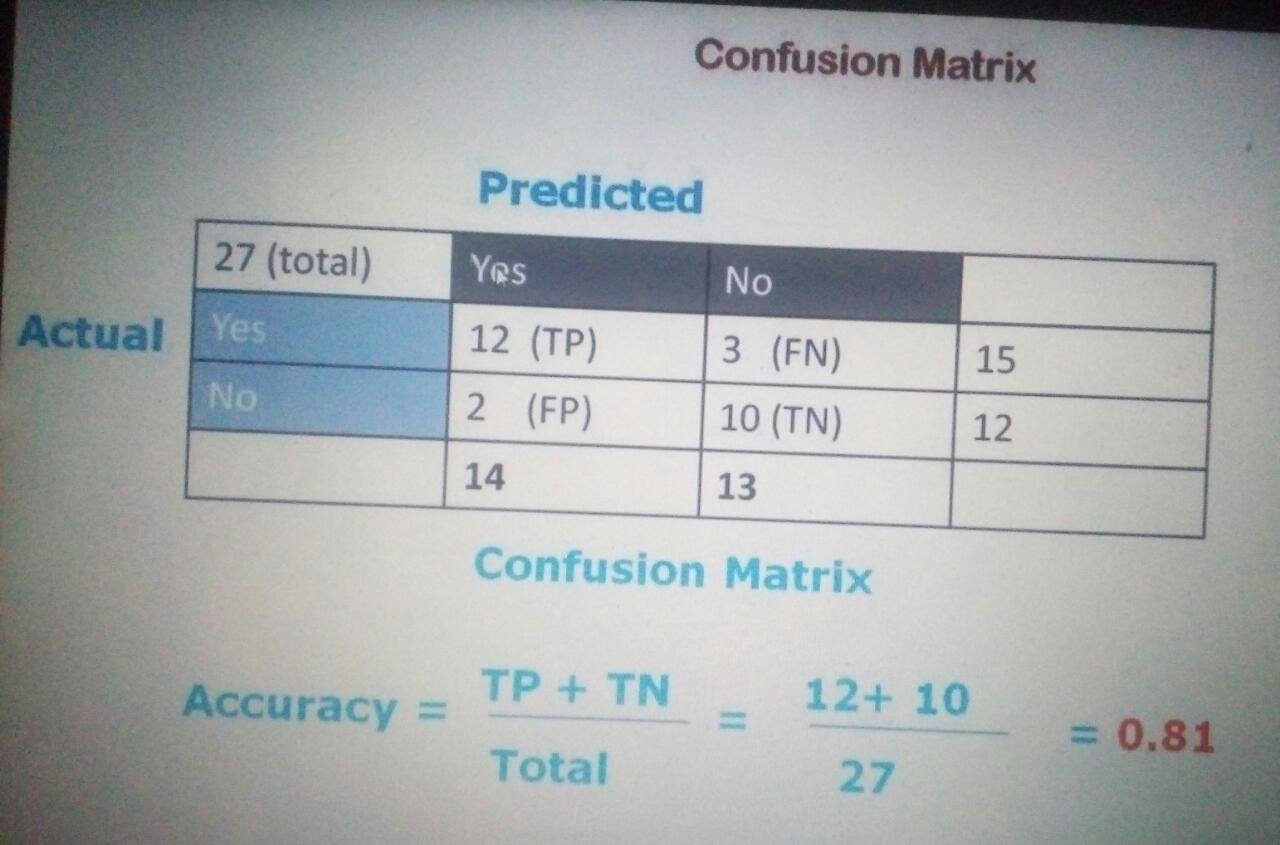 Confusion Matrix
Predicted
27 (total) Yes No
Actual
Yes 12 (TP) 3 (FN) 15
No 2 (FP) 10 (TN) 12
14 13
Confusion Matrix
Accuracy = TP + TN / Total = 12+ 10 / 27 = 0.81